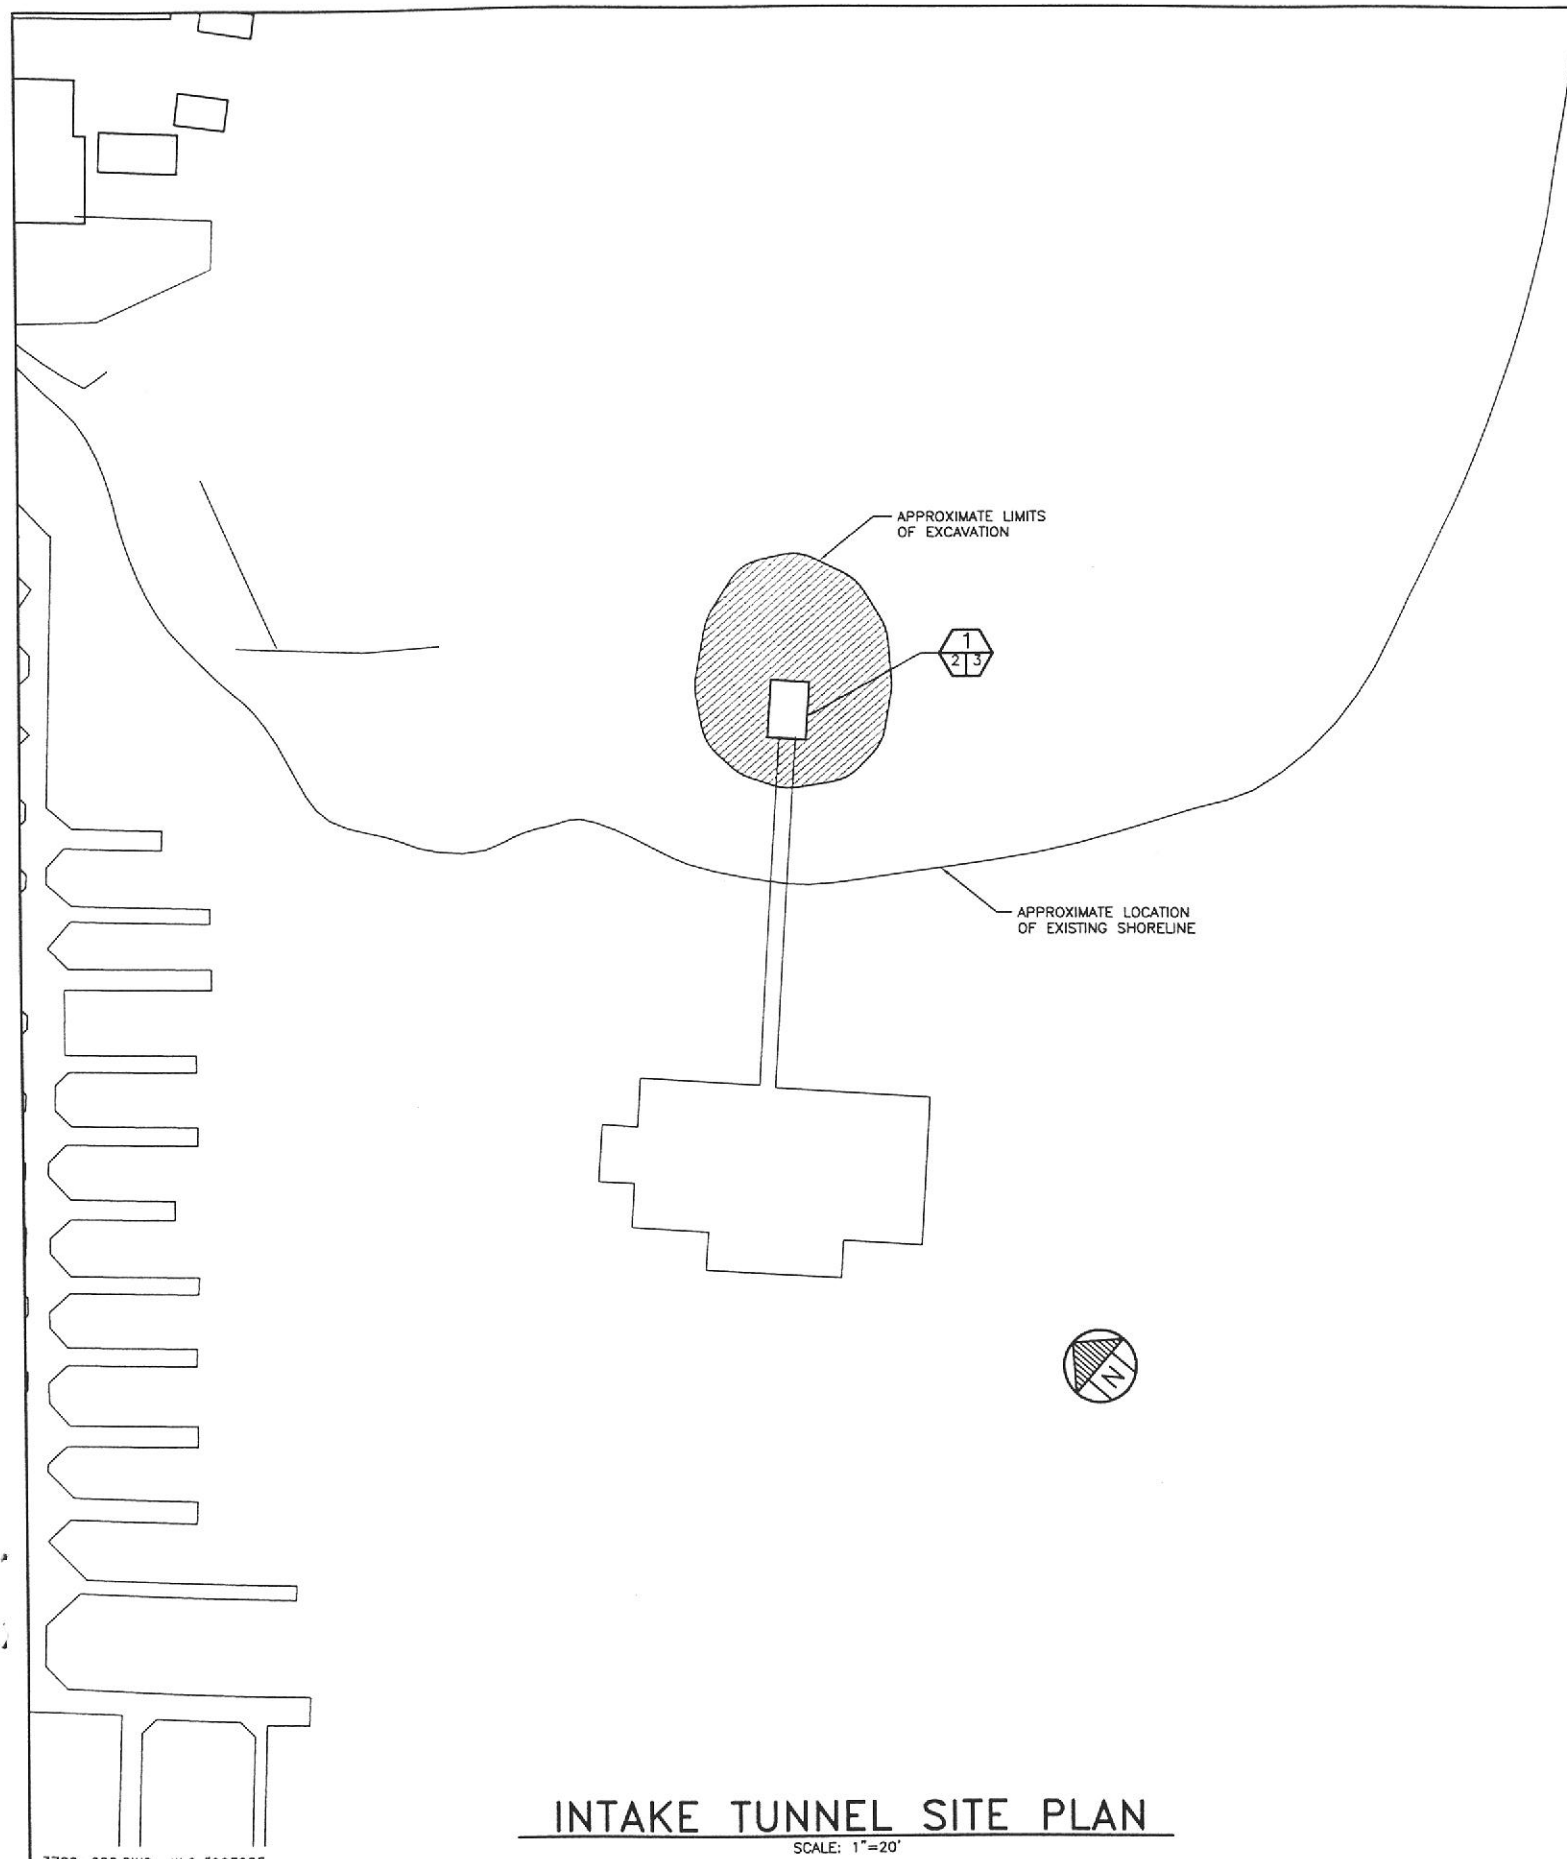 APPROXIMATE LIMITS
OF EXCAVATION
1
2 3
APPROXIMATE LOCATION
OF EXISTING SHORELINE
N
INTAKE TUNNEL SITE PLAN
SCALE: 1"=20'